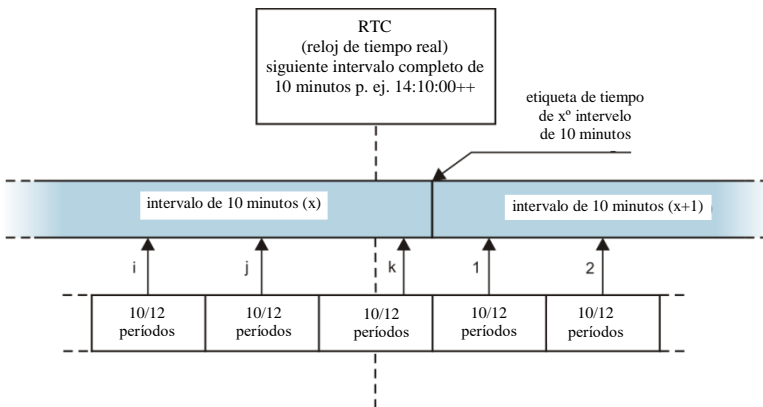 RTC
(reloj de tiempo real)
siguiente intervalo completo de
10 minutos p. ej. 14:10:00++
etiqueta de tiempo
de xº intervelo
de 10 minutos
intervalo de 10 minutos (x)
intervalo de 10 minutos (x+1)
i
j
k
1
2
10/12
períodos
10/12
períodos
10/12
períodos
10/12
períodos
10/12
períodos